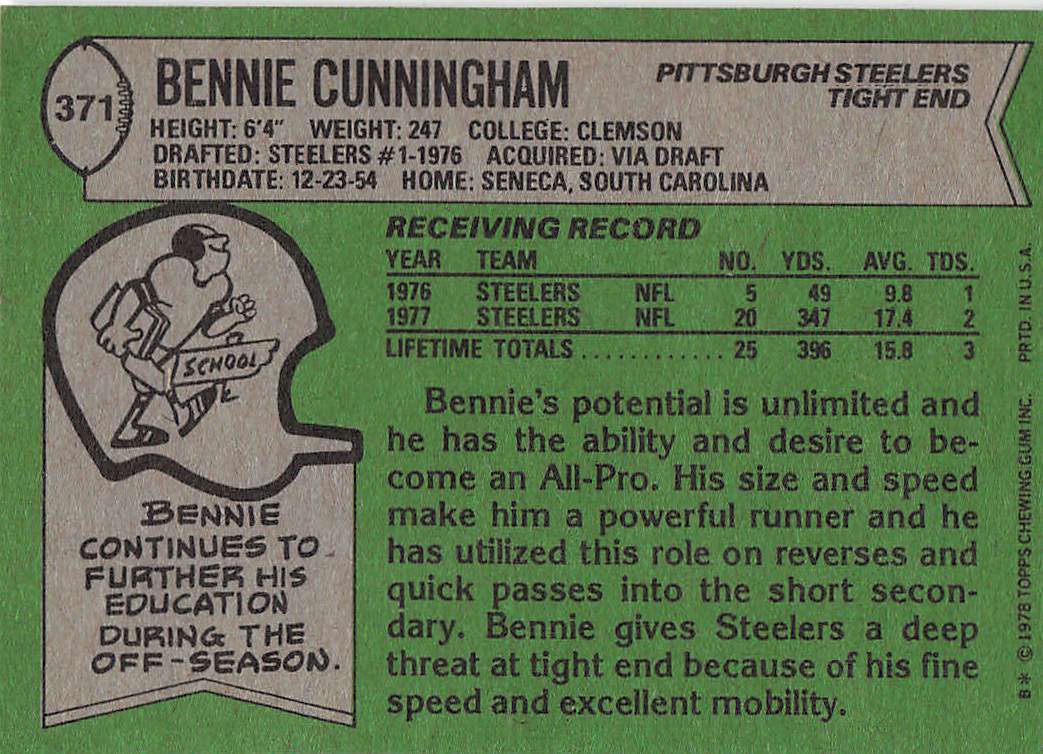 371
BENNIE CUNNINGHAM
PITTSBURGH STEELERS
TIGHT END
HEIGHT: 6'4" WEIGHT: 247 COLLEGE: CLEMSON
DRAFTED: STEELERS #1-1976 ACQUIRED: VIA DRAFT
BIRTHDATE: 12-23-54 HOME: SENECA, SOUTH CAROLINA
RECEIVING RECORD
YEAR TEAM NO. YDS. AVG. TDS.
1976 STEELERS NFL 5 49 9.8 1
1977 STEELERS NFL 20 347 17.4 2
LIFETIME TOTALS............ 25 396 15.8 3
SCHOOL
BENNIE
CONTINUES TO
FURTHER HIS
EDUCATION
DURING THE
OFF-SEASON.
Bennie's potential is unlimited and
he has the ability and desire to be-
come an All-Pro. His size and speed
make him a powerful runner and he
has utilized this role on reverses and
quick passes into the short secon-
dary. Bennie gives Steelers a deep
threat at tight end because of his fine
speed and excellent mobility.
B* © 1978 TOPPS CHEWING GUM INC. PRTD. IN U.S.A.